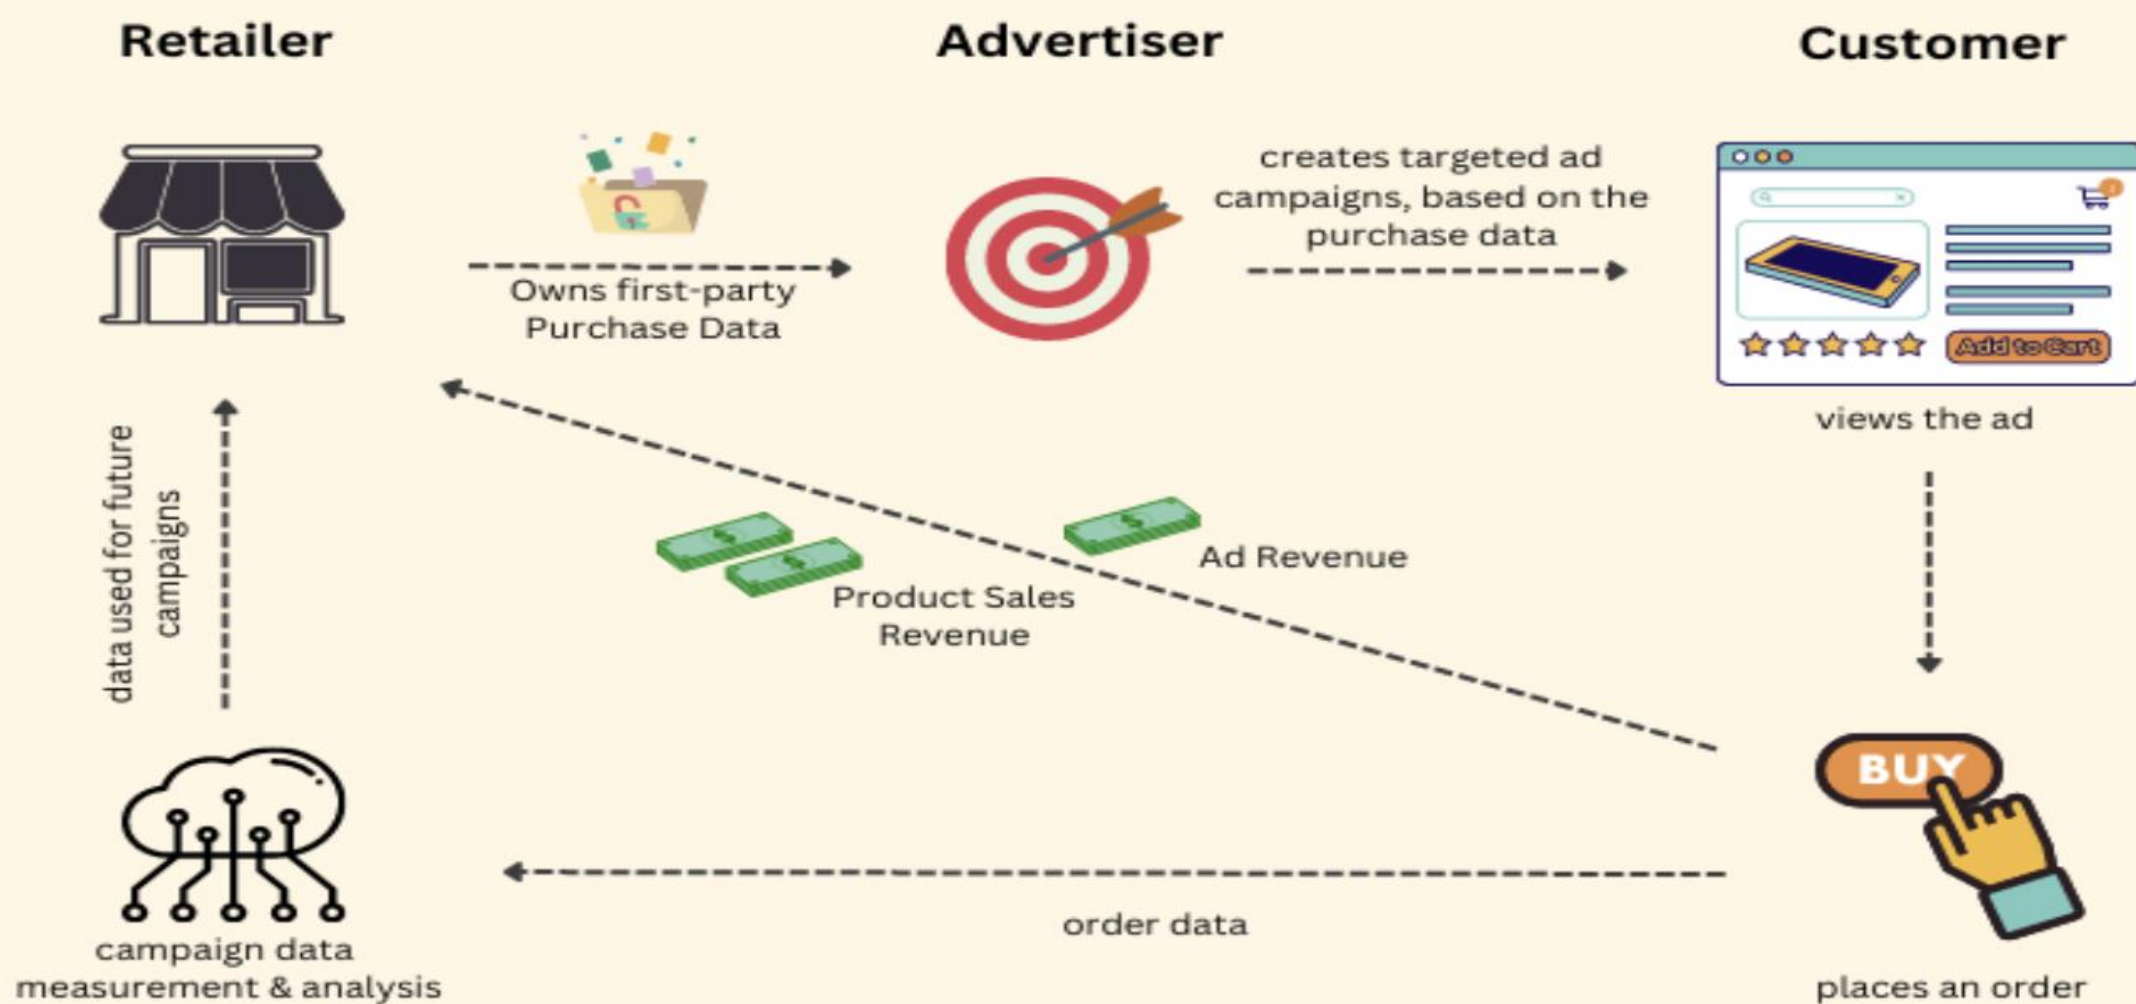 Retailer
Advertiser
Customer
Owns first-party
Purchase Data
creates targeted ad
campaigns, based on the
purchase data
Add to Cart
views the ad
data used for future
campaigns
Product Sales
Revenue
Ad Revenue
BUY
order data
campaign data
measurement & analysis
places an order